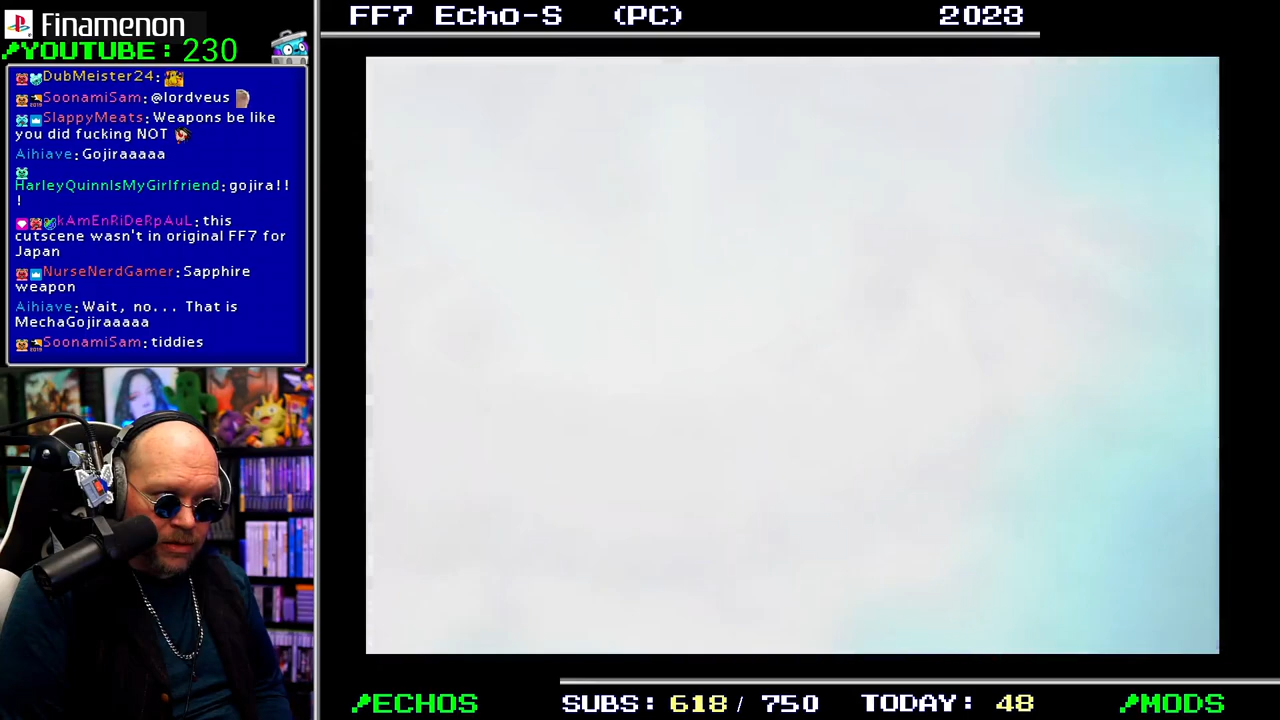 FF7 Echo-S (PC) 2023
Finamenon
/YOUTUBE: 230
DubMeister24:
SoonamiSam: @lordveus
SlappyMeats: Weapons be like
you did fucking NOT
Aihiave: Gojiraaaaa
HarleyQuinnIsMyGirlfriend: gojira!!
!
kAmEnRiDeRpAuL: this
cutscene wasn't in original FF7 for
Japan
NurseNerdGamer: Sapphire
weapon
Aihiave: Wait, no... That is
MechaGojiraaaaa
SoonamiSam: tiddies
/ECHOS SUBS: 618/ 750 TODAY: 48 /MODS